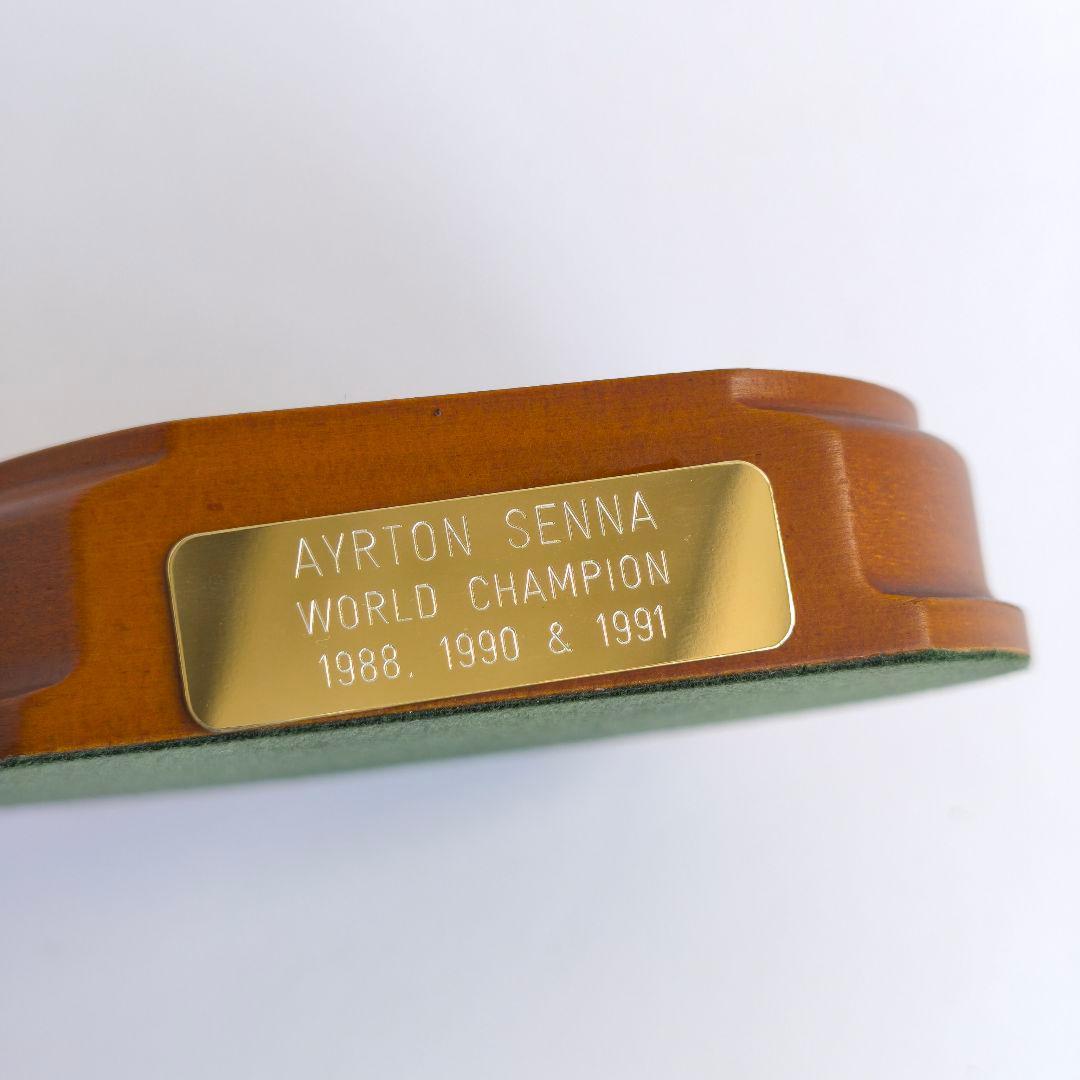 AYRTON SENNA
WORLD CHAMPION
1988. 1990 & 1991